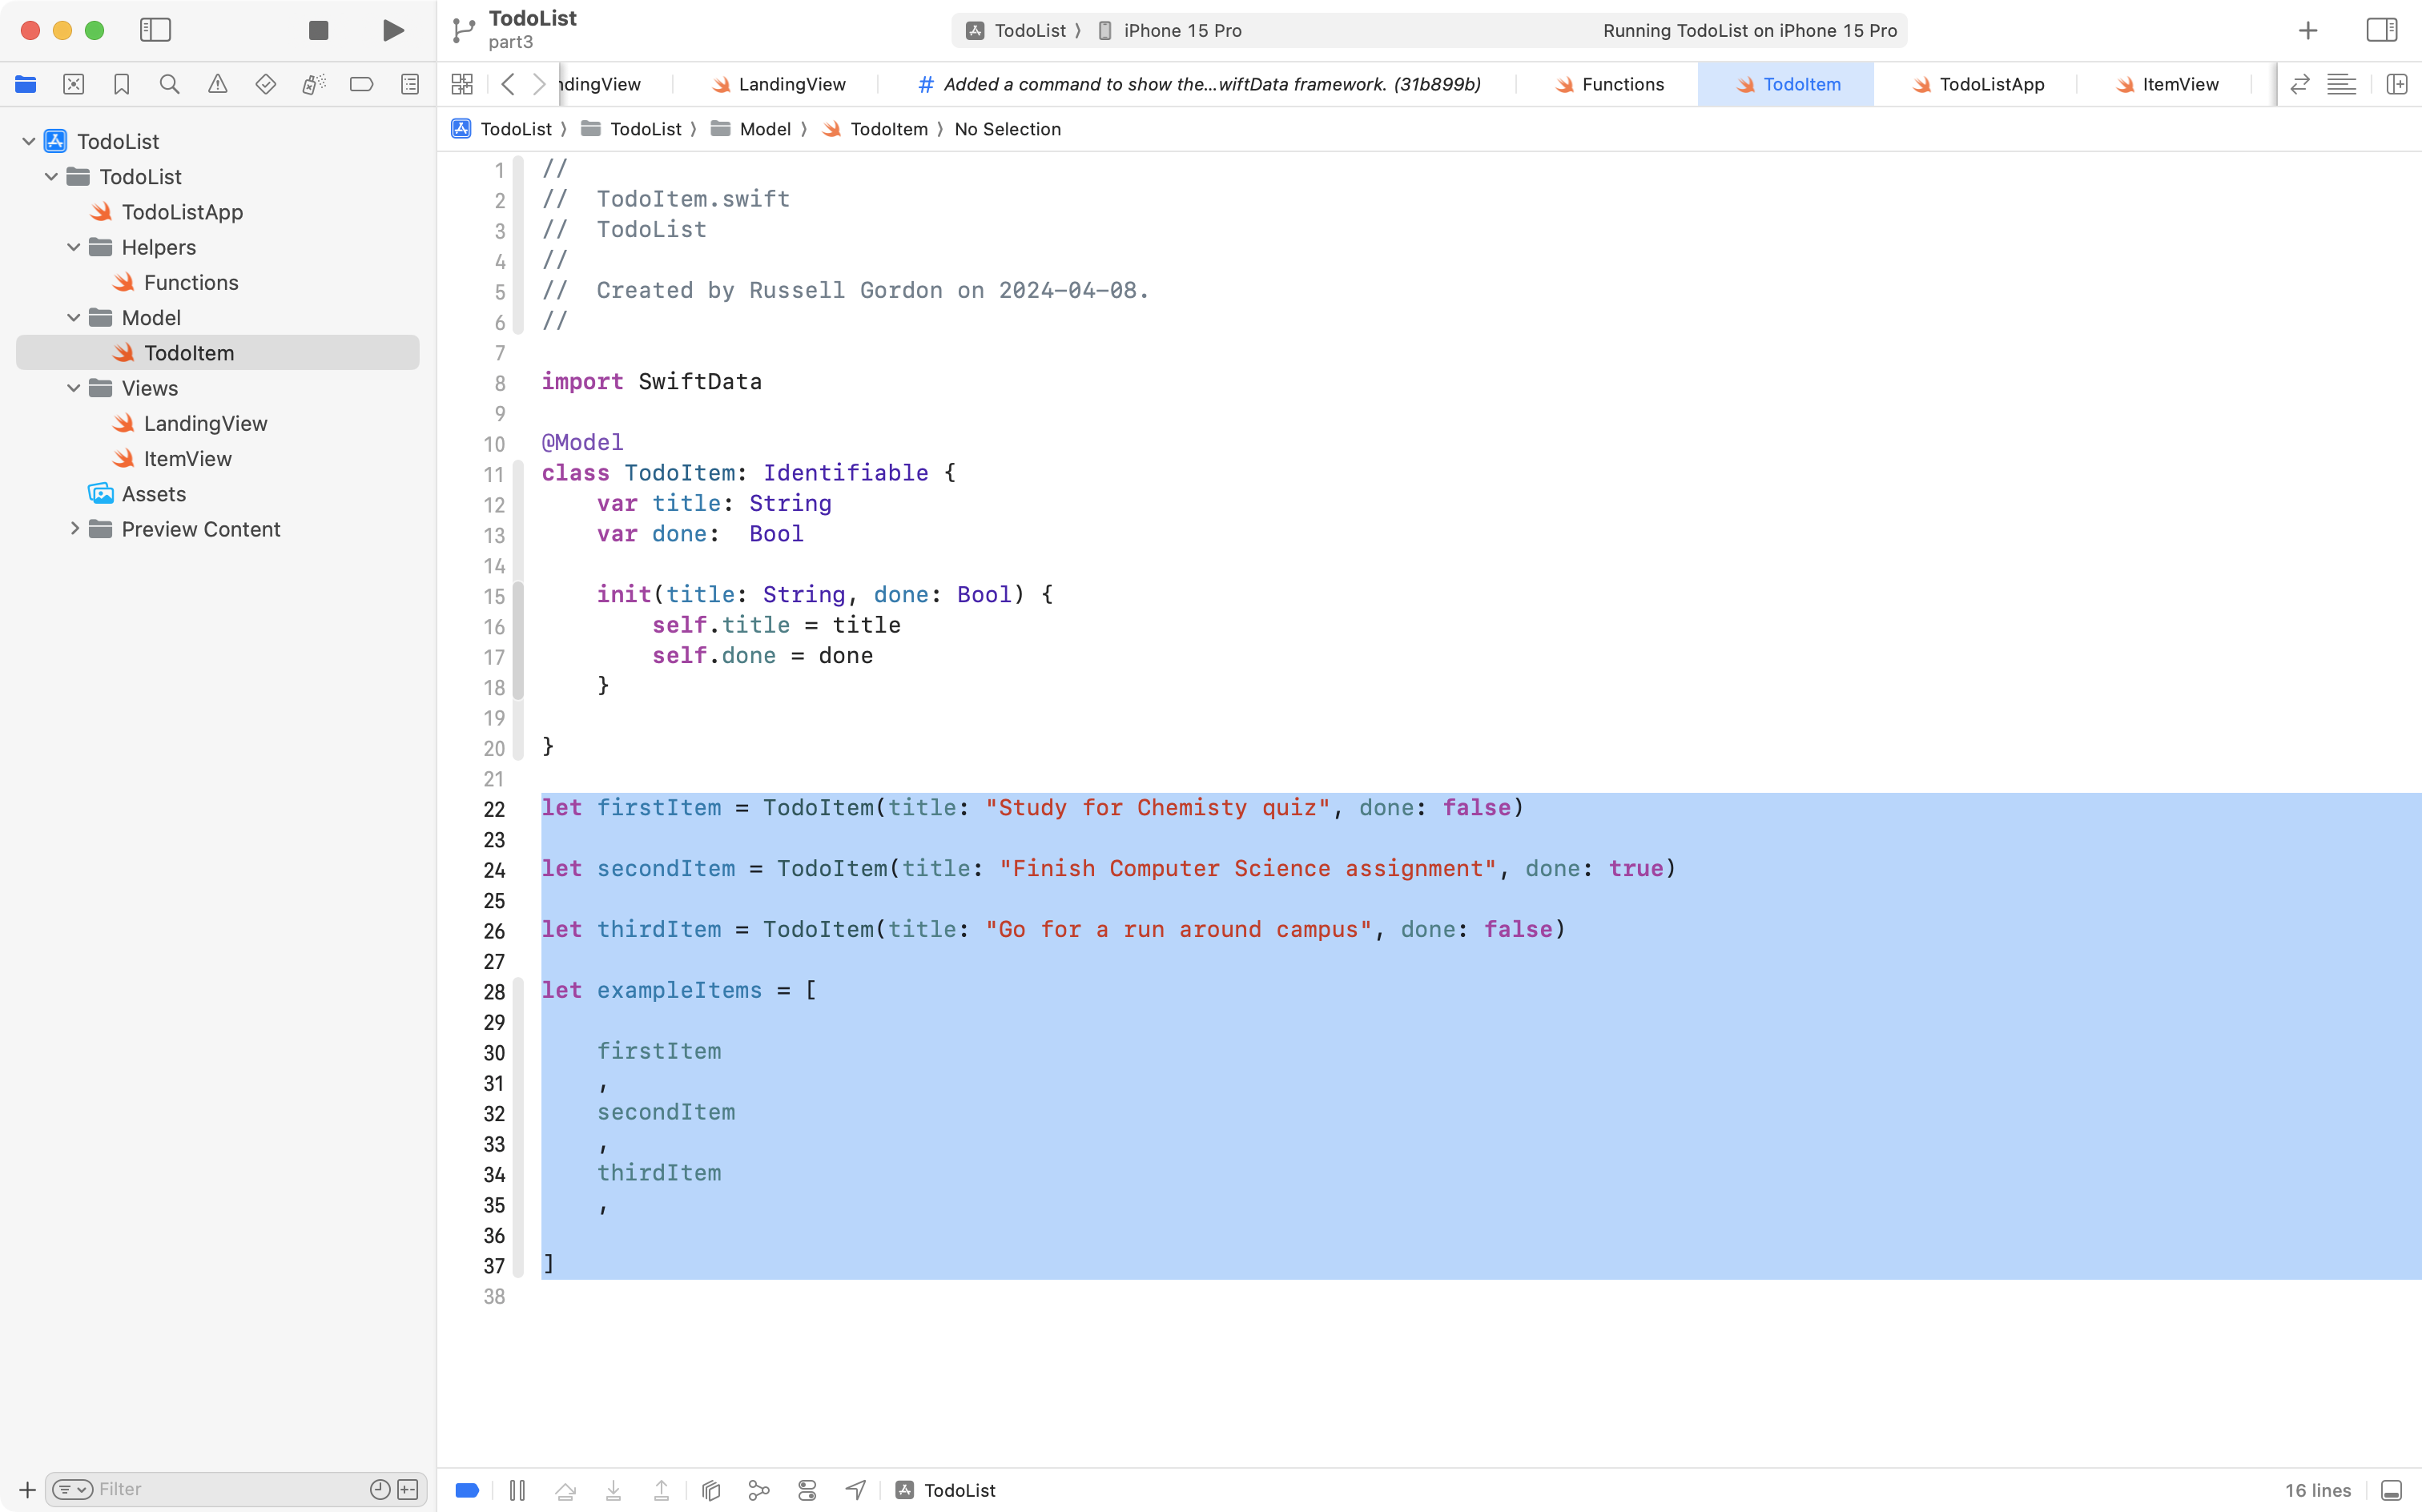 TodoList
part3
TodoList ⟩ iPhone 15 Pro
Running TodoList on iPhone 15 Pro
ndingView
LandingView
# Added a command to show the…wiftData framework. (31b899b)
Functions
TodoItem
TodoListApp
ItemView
TodoList ⟩ TodoList ⟩ Model ⟩ TodoItem ⟩ No Selection
TodoList
TodoList
TodoListApp
Helpers
Functions
Model
TodoItem
Views
LandingView
ItemView
Assets
Preview Content
1 //
2 //  TodoItem.swift
3 //  TodoList
4 //
5 //  Created by Russell Gordon on 2024-04-08.
6 //
7
8 import SwiftData
9
10 @Model
11 class TodoItem: Identifiable {
12     var title: String
13     var done:  Bool
14
15     init(title: String, done: Bool) {
16         self.title = title
17         self.done = done
18     }
19
20 }
21
22 let firstItem = TodoItem(title: "Study for Chemisty quiz", done: false)
23
24 let secondItem = TodoItem(title: "Finish Computer Science assignment", done: true)
25
26 let thirdItem = TodoItem(title: "Go for a run around campus", done: false)
27
28 let exampleItems = [
29
30     firstItem
31     ,
32     secondItem
33     ,
34     thirdItem
35     ,
36
37 ]
38
Filter
TodoList
16 lines